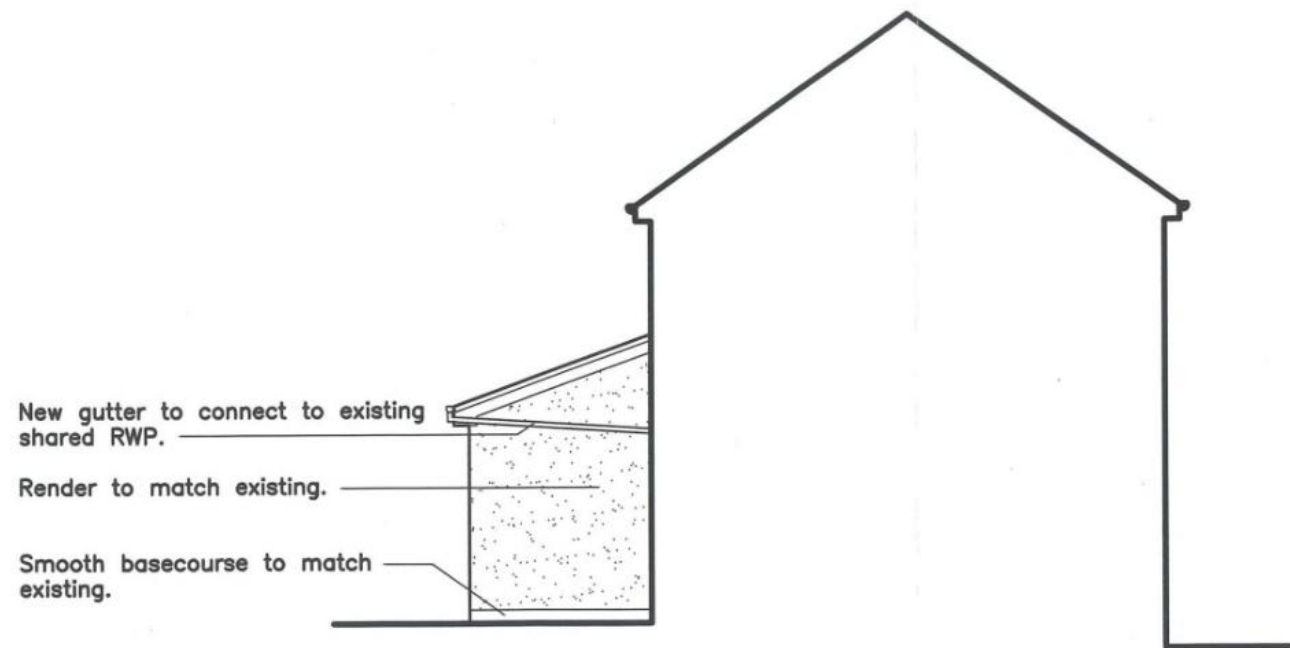 New gutter to connect to existing
shared RWP.
Render to match existing.
Smooth basecourse to match
existing.